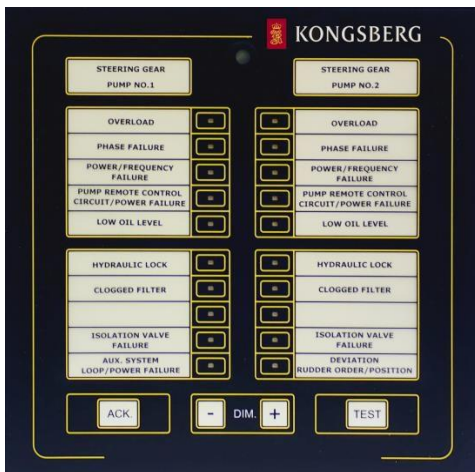 KONGSBERG
STEERING GEAR
PUMP NO.1
STEERING GEAR
PUMP NO.2
OVERLOAD
PHASE FAILURE
POWER/FREQUENCY
FAILURE
PUMP REMOTE CONTROL
CIRCUIT/POWER FAILURE
LOW OIL LEVEL
OVERLOAD
PHASE FAILURE
POWER/FREQUENCY
FAILURE
PUMP REMOTE CONTROL
CIRCUIT/POWER FAILURE
LOW OIL LEVEL
HYDRAULIC LOCK
CLOGGED FILTER
ISOLATION VALVE
FAILURE
AUX. SYSTEM
LOOP/POWER FAILURE
HYDRAULIC LOCK
CLOGGED FILTER
ISOLATION VALVE
FAILURE
DEVIATION
RUDDER ORDER/POSITION
ACK.
- DIM. +
TEST